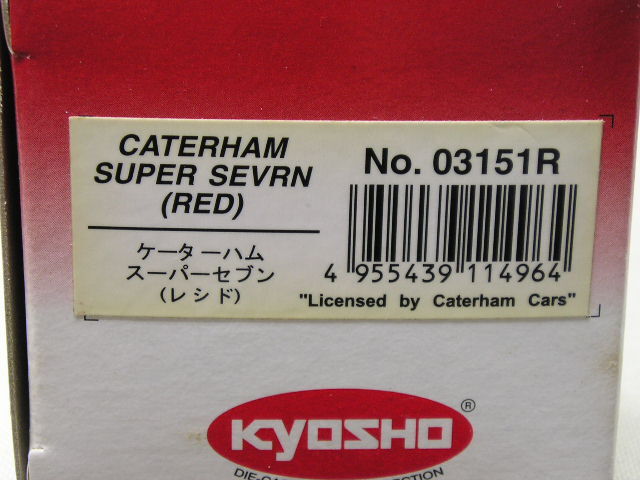 CATERHAM
SUPER SEVRN
(RED)
ケーターハム
スーパーセブン
(レシド)
No. 03151R
4 955439 114964
"Licensed by Caterham Cars"
KYOSHO ®